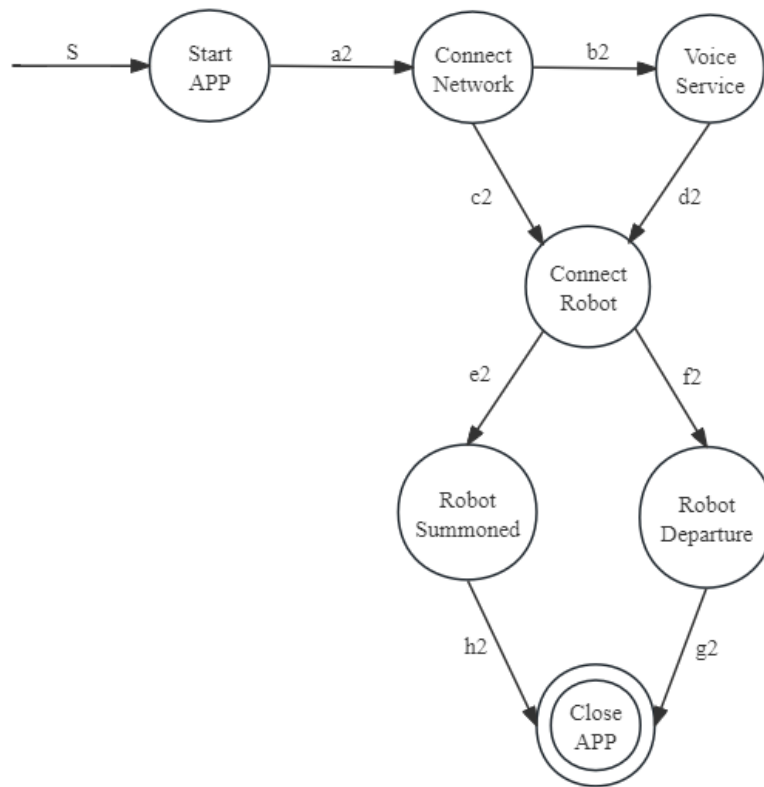 S
Start
APP
a2
Connect
Network
b2
Voice
Service
c2
d2
Connect
Robot
e2
f2
Robot
Summoned
Robot
Departure
h2
g2
Close
APP